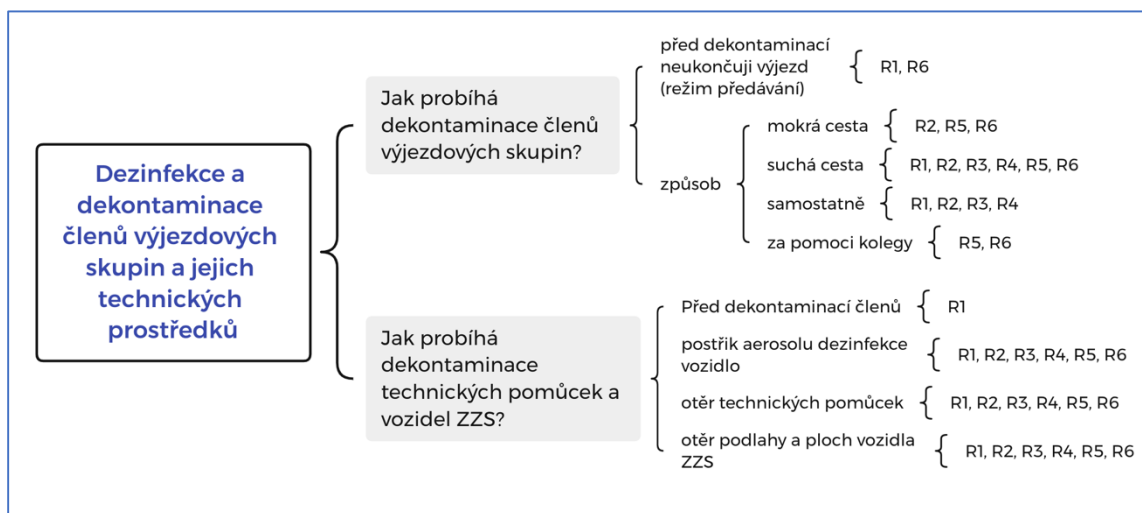 Dezinfekce a
dekontaminace
členů výjezdových
skupin a jejich
technických
prostředků
Jak probíhá
dekontaminace členů
výjezdových skupin?
před dekontaminací
neukončuji výjezd
(režim předávání)
R1, R6
způsob
mokrá cesta
R2, R5, R6
suchá cesta
R1, R2, R3, R4, R5, R6
samostatně
R1, R2, R3, R4
za pomoci kolegy
R5, R6
Jak probíhá
dekontaminace
technických pomůcek a
vozidel ZZS?
Před dekontaminací členů
R1
postřik aerosolu dezinfekce
vozidlo
R1, R2, R3, R4, R5, R6
otěr technických pomůcek
R1, R2, R3, R4, R5, R6
otěr podlahy a ploch vozidla
ZZS
R1, R2, R3, R4, R5, R6